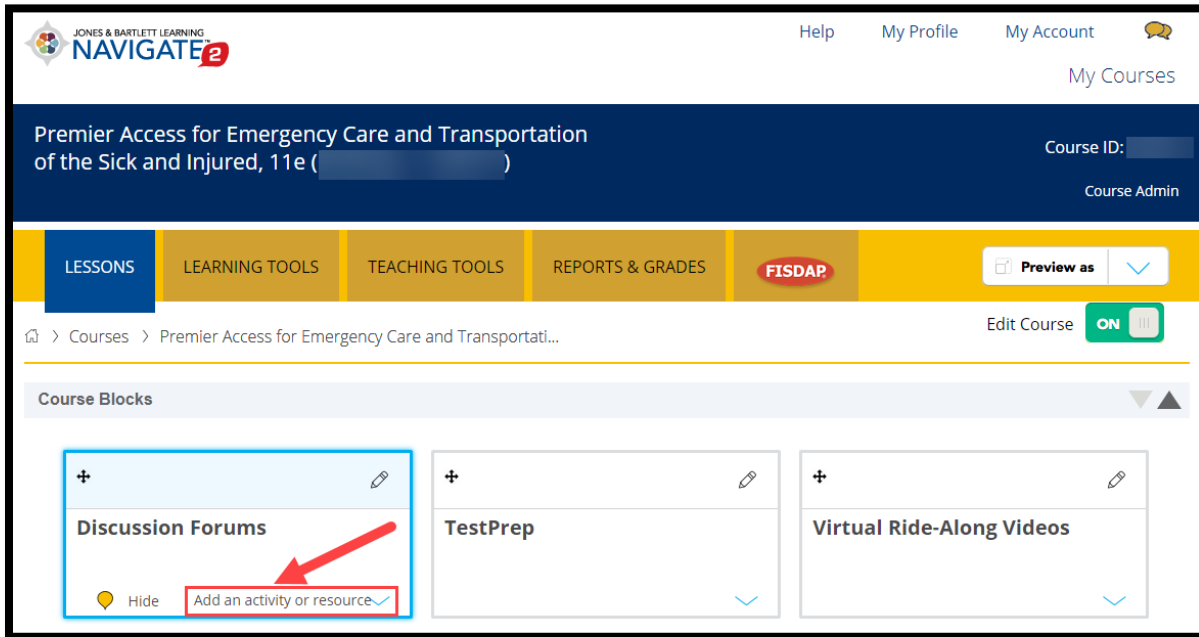 JONES & BARTLETT LEARNING
NAVIGATE 2
Help My Profile My Account
My Courses
Premier Access for Emergency Care and Transportation
of the Sick and Injured, 11e ( )
Course ID:
Course Admin
LESSONS LEARNING TOOLS TEACHING TOOLS REPORTS & GRADES FISDAP Preview as
Edit Course ON
Courses > Premier Access for Emergency Care and Transportati...
Course Blocks
Discussion Forums TestPrep Virtual Ride-Along Videos
Hide Add an activity or resource